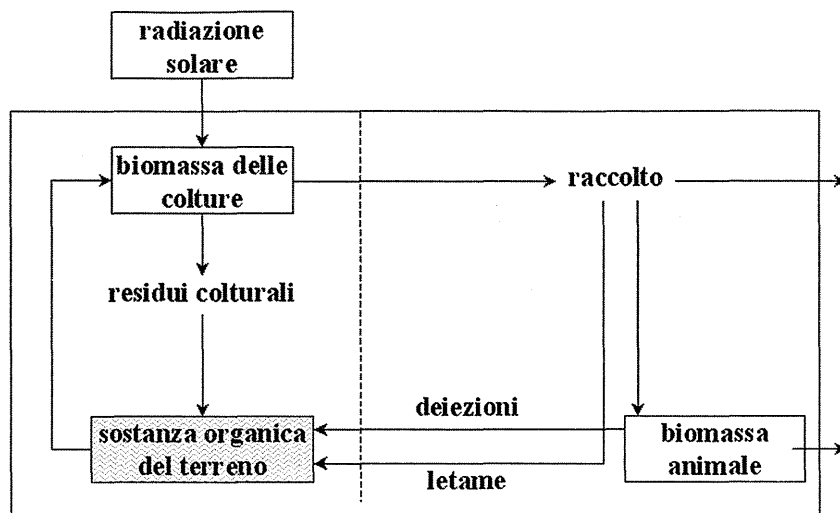 radiazione
solare
biomassa delle
colture
raccolto
residui colturali
deiezioni
sostanza organica
del terreno
biomassa
animale
letame